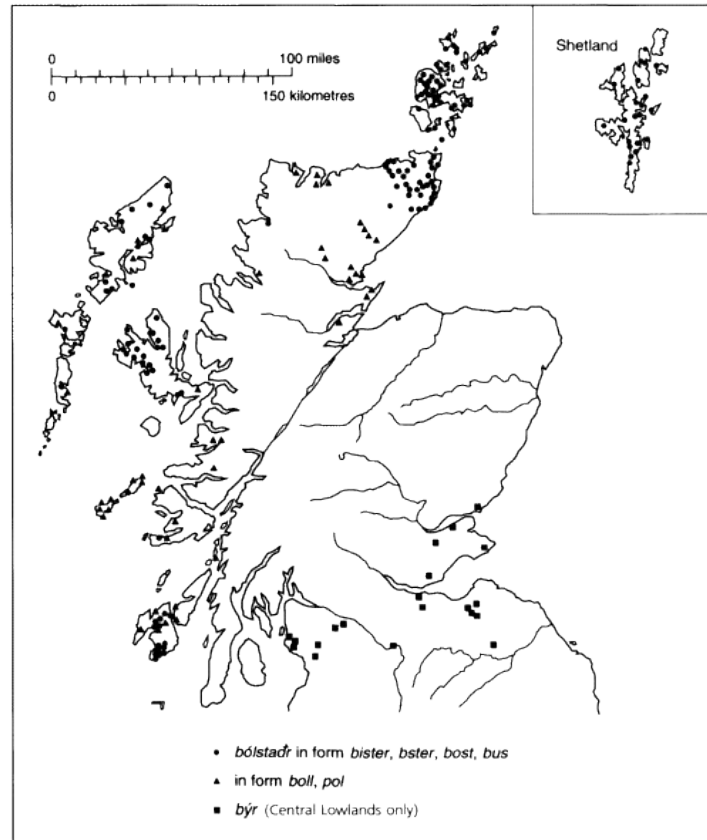 0 100 miles
0 150 kilometres
Shetland
• bólstaðr in form bister, bster, bost, bus
▲ in form boll, pol
■ býr (Central Lowlands only)